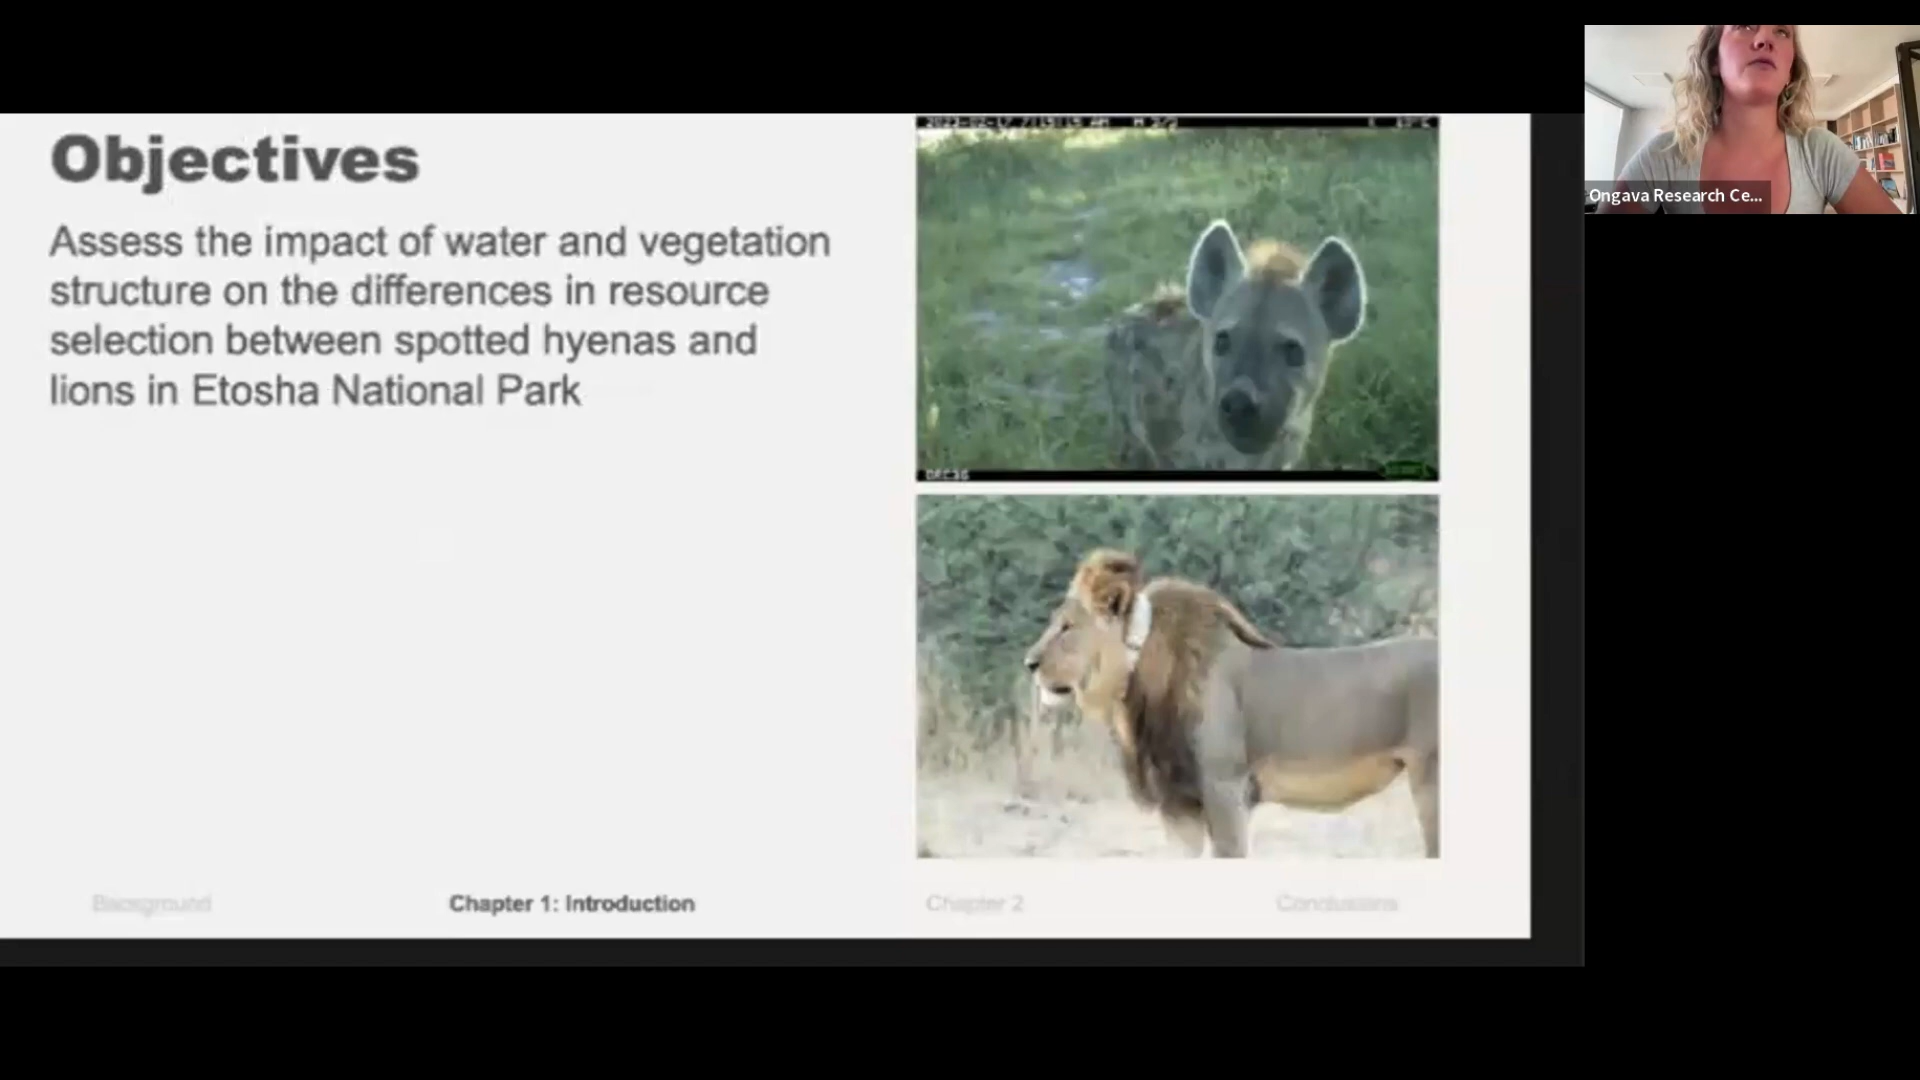 Objectives
Assess the impact of water and vegetation
structure on the differences in resource
selection between spotted hyenas and
lions in Etosha National Park
Background
Chapter 1: Introduction
Chapter 2
Conclusions
Ongava Research Ce...